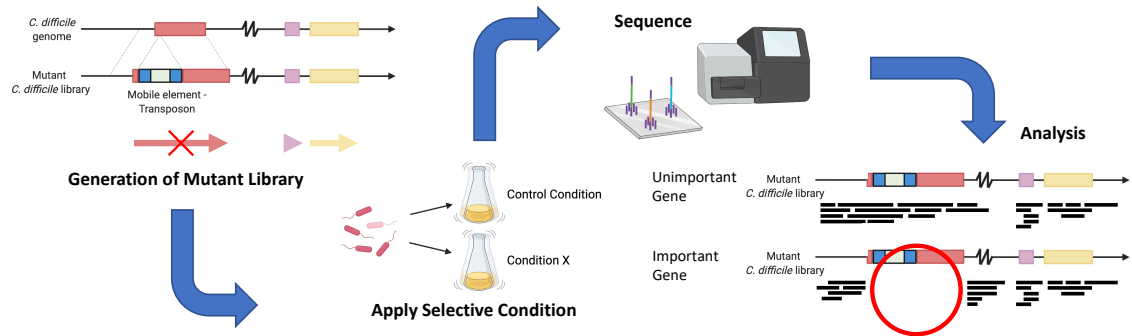 C. difficile
genome
Mutant
C. difficile library
Mobile element -
Transposon
Generation of Mutant Library
Control Condition
Condition X
Apply Selective Condition
Sequence
Analysis
Unimportant
Gene
Mutant
C. difficile library
Important
Gene
Mutant
C. difficile library